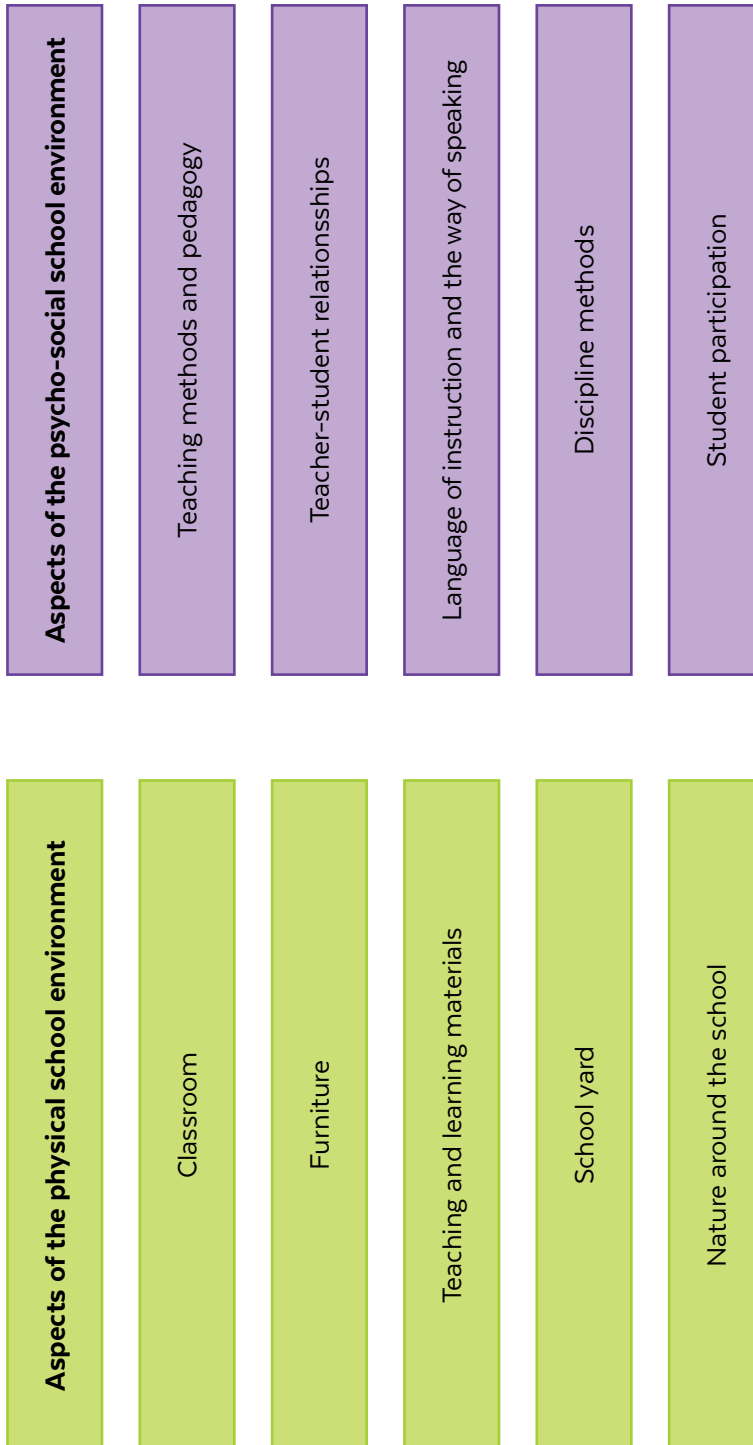 Aspects of the physical school environment
Classroom
Furniture
Teaching and learning materials
School yard
Nature around the school
Aspects of the psycho-social school environment
Teaching methods and pedagogy
Teacher-student relationsships
Language of instruction and the way of speaking
Discipline methods
Student participation